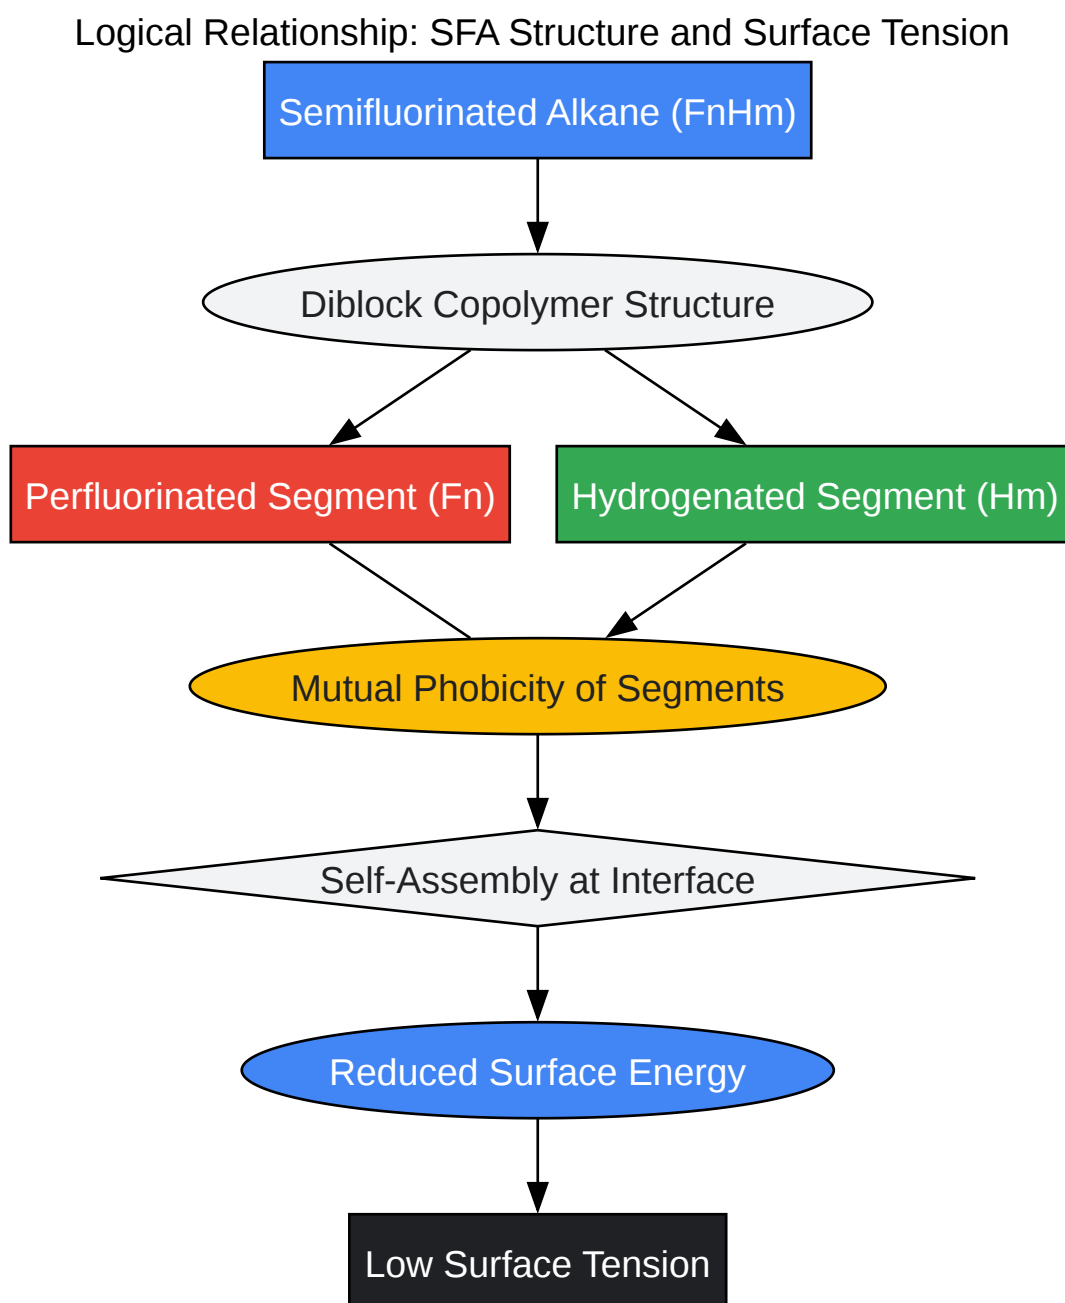 Logical Relationship: SFA Structure and Surface Tension
Semifluorinated Alkane (FnHm)
Diblock Copolymer Structure
Perfluorinated Segment (Fn)
Hydrogenated Segment (Hm)
Mutual Phobicity of Segments
Self-Assembly at Interface
Reduced Surface Energy
Low Surface Tension